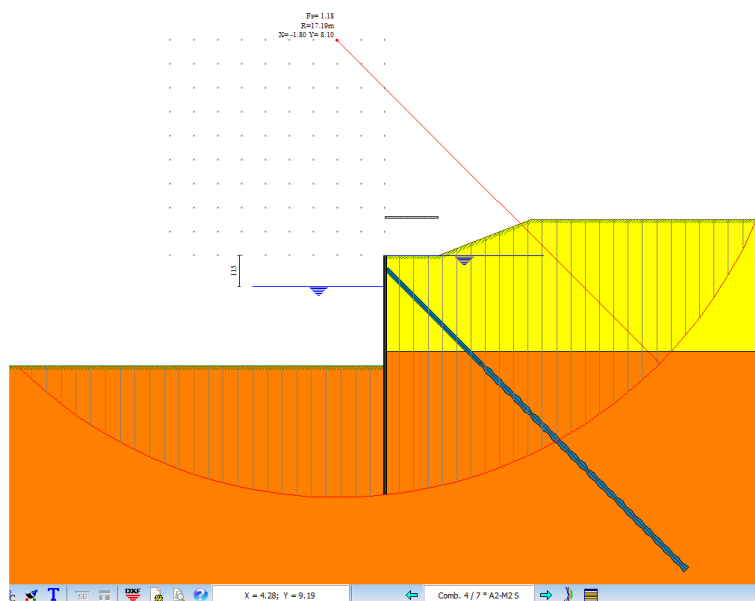 Fs= 1.18
R=17.19m
X= -1.80 Y= 8.10
115
DXF
X = 4.28; Y = 9.19
Comb. 4 / 7 * A2-M2 S